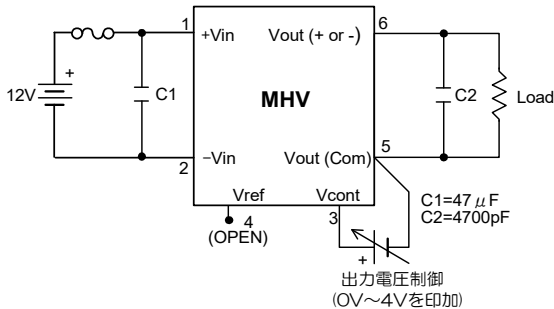 1
+Vin
Vout (+ or -)
6
+
12V
C1
MHV
C2
Load
2
−Vin
Vout (Com)
5
Vref
Vcont
4
(OPEN)
3
+
C1=47μF
C2=4700pF
出力電圧制御
(0V～4Vを印加)